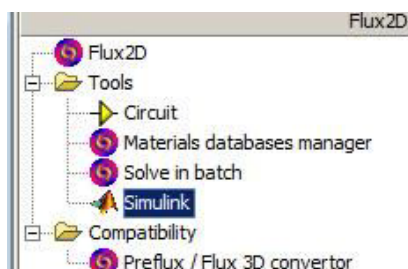 Flux2D
Flux2D
Tools
Circuit
Materials databases manager
Solve in batch
Simulink
Compatibility
Preflux / Flux 3D convertor